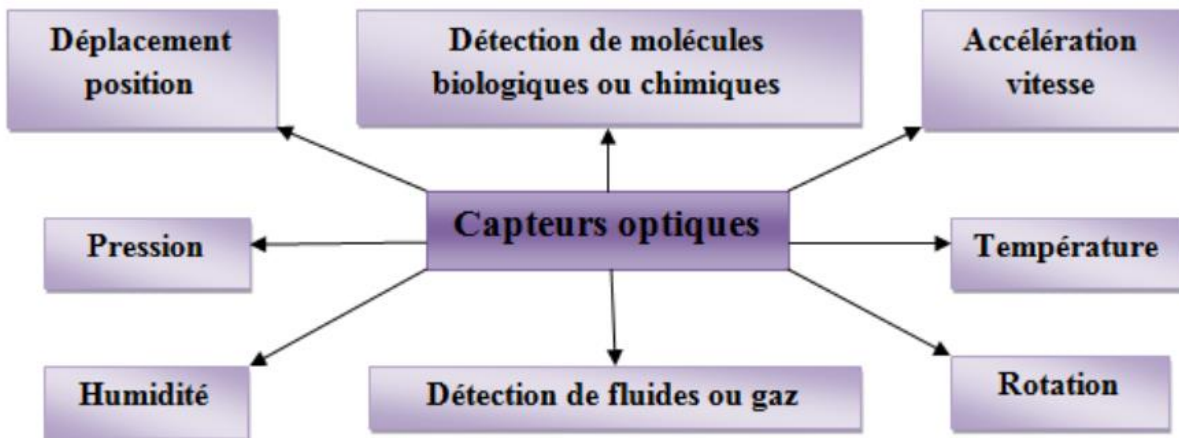 Déplacement
position
Détection de molécules
biologiques ou chimiques
Accélération
vitesse
Capteurs optiques
Pression
Température
Humidité
Détection de fluides ou gaz
Rotation